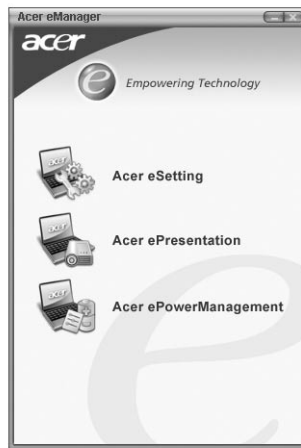 Acer eManager
acer
e Empowering Technology
Acer eSetting
Acer ePresentation
Acer ePowerManagement